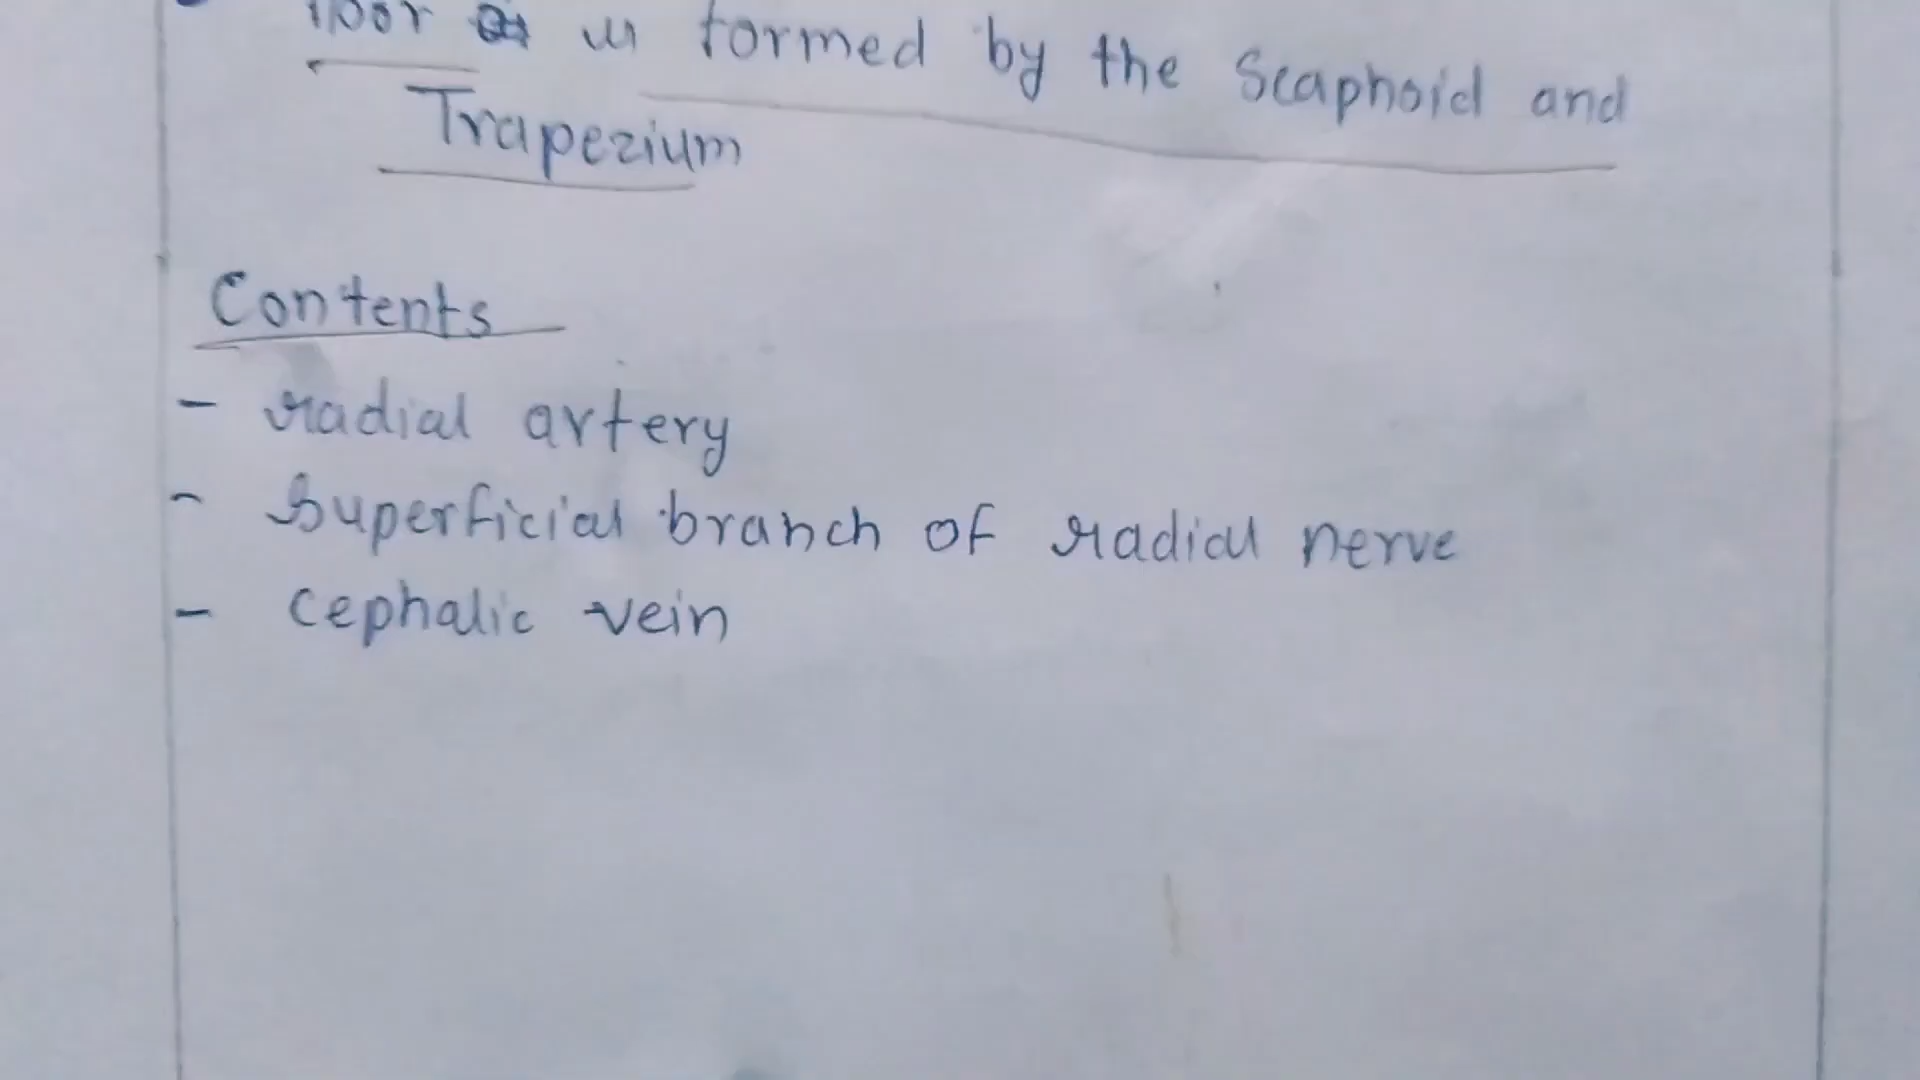 floor is formed by the Scaphoid and
Trapezium
Contents
- radial artery
- Superficial branch of radial nerve
- cephalic vein